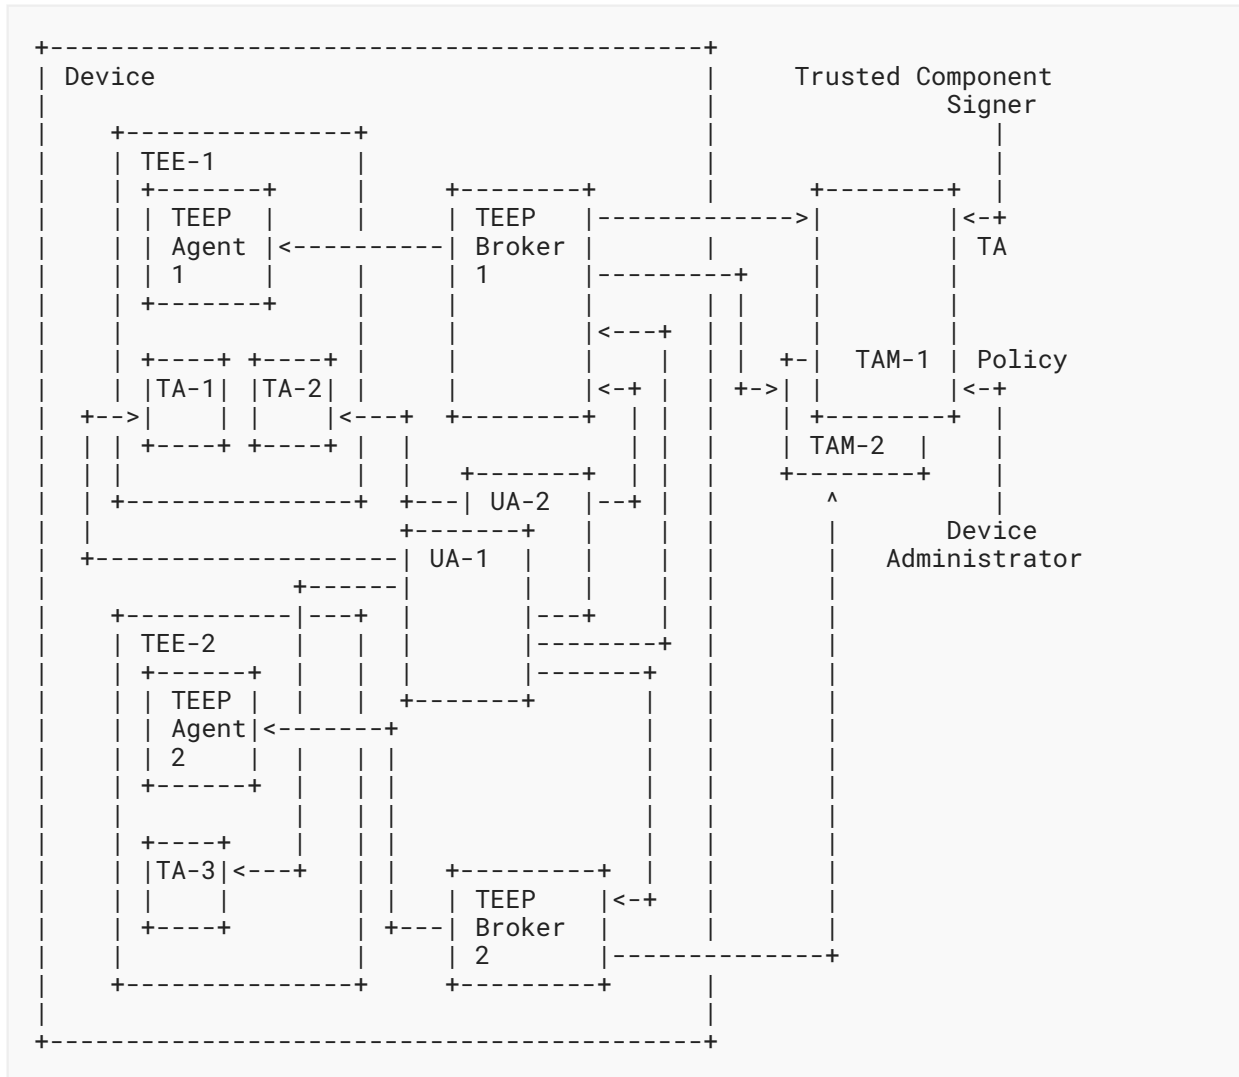 Device
Trusted Component
Signer
TEE-1
TEEP
Agent
1
TEEP
Broker
1
TA
TA-1
TA-2
TAM-1
Policy
TAM-2
UA-2
Device
Administrator
UA-1
TEE-2
TEEP
Agent
2
TA-3
TEEP
Broker
2